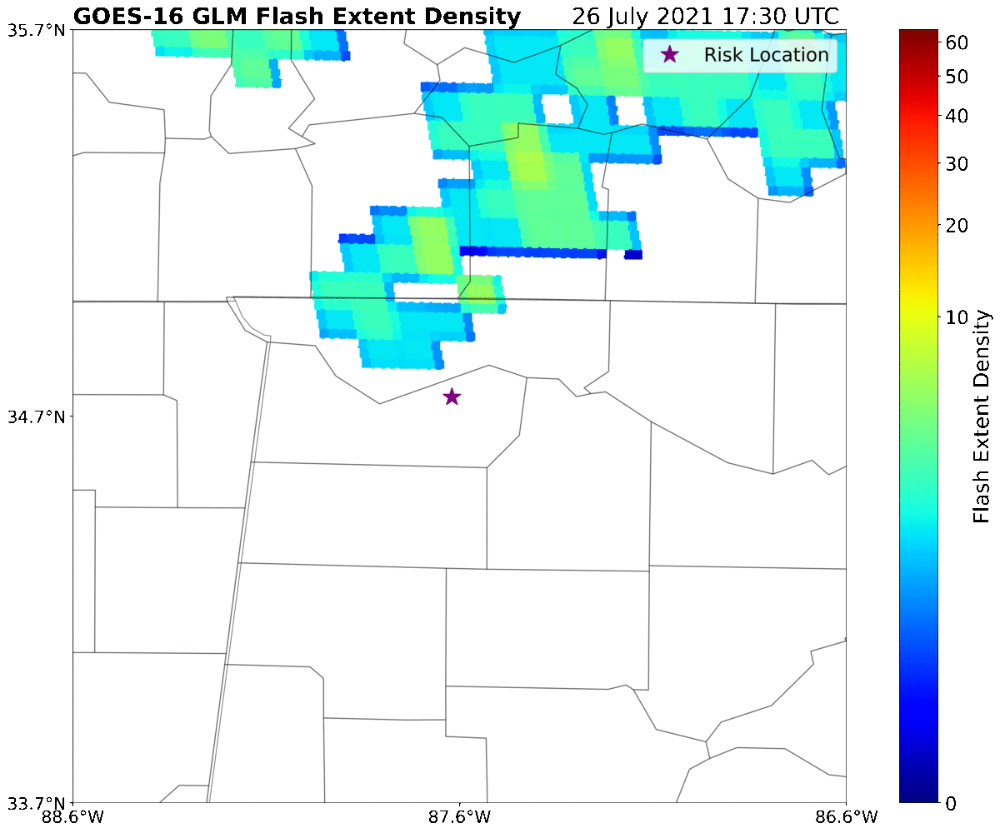 GOES-16 GLM Flash Extent Density 26 July 2021 17:30 UTC
35.7°N
Risk Location
34.7°N
33.7°N
88.6°W 87.6°W 86.6°W
60
50
40
30
20
10
0
Flash Extent Density